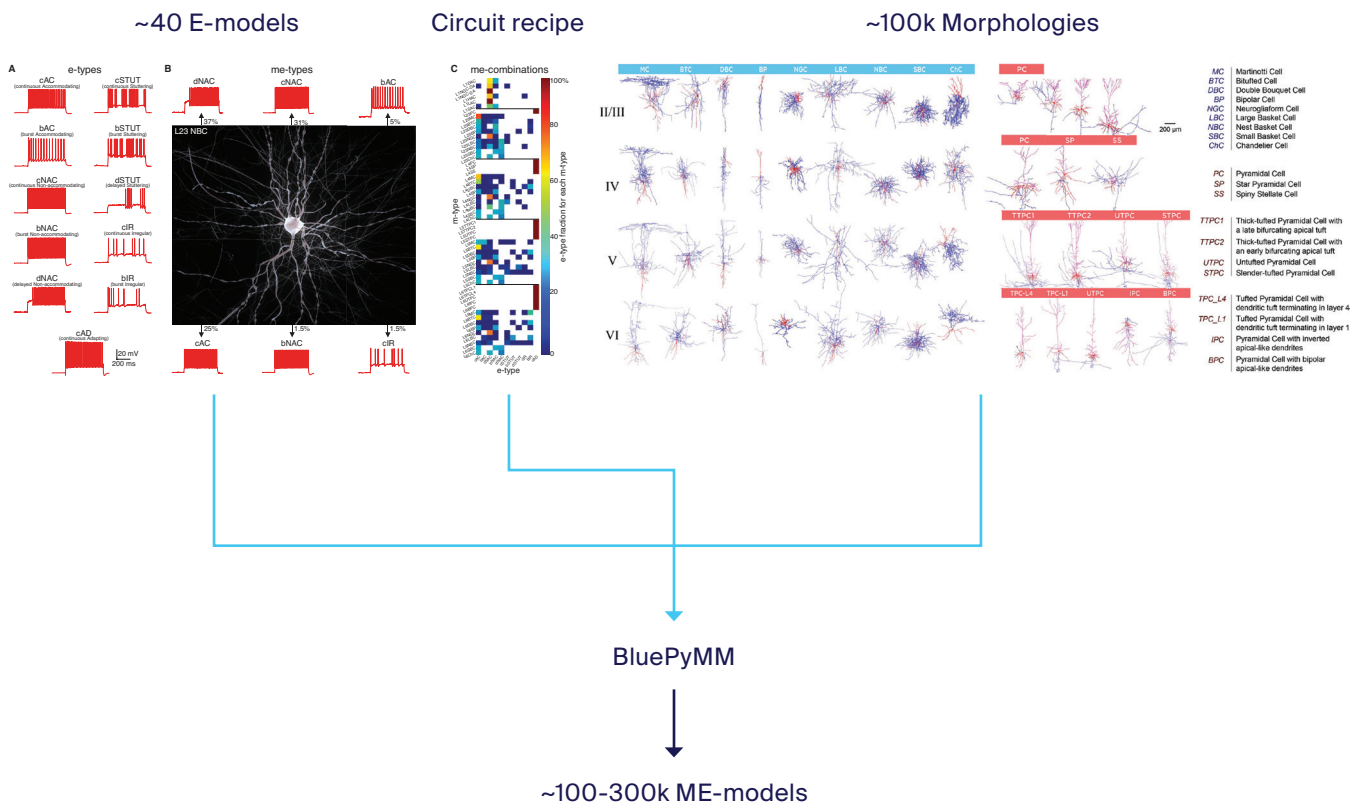 ~40 E-models
Circuit recipe
~100k Morphologies
A
e-types
cAC
(continuous Accommodating)
cSTUT
(continuous Stuttering)
bAC
(burst Accommodating)
bSTUT
(burst Stuttering)
cNAC
(continuous Non-accommodating)
dSTUT
(delayed Stuttering)
bNAC
(burst Non-accommodating)
cIR
(continuous Irregular)
dNAC
(delayed Non-accommodating)
bIR
(burst Irregular)
cAD
(continuous Adapting)
20 mV
200 ms
B
me-types
dNAC
cNAC
bAC
37%
31%
5%
L23 NBC
25%
1.5%
1.5%
cAC
bNAC
cIR
C
me-combinations
m-type
e-type
100%
80
60
40
20
0
e-type fraction for each m-type
MC BTC DBC BP NGC LBC NBC SBC ChC
II/III
IV
V
VI
PC
200 µm
PC SP SS
TTPC1 TTPC2 UTPC STPC
TPC-L4 TPC-L1 UTPC IPC BPC
MC Martinotti Cell
BTC Bitufted Cell
DBC Double Bouquet Cell
BP Bipolar Cell
NGC Neurogliaform Cell
LBC Large Basket Cell
NBC Nest Basket Cell
SBC Small Basket Cell
ChC Chandelier Cell
PC Pyramidal Cell
SP Star Pyramidal Cell
SS Spiny Stellate Cell
TTPC1 Thick-tufted Pyramidal Cell with
a late bifurcating apical tuft
TTPC2 Thick-tufted Pyramidal Cell with
an early bifurcating apical tuft
UTPC Untufted Pyramidal Cell
STPC Slender-tufted Pyramidal Cell
TPC_L4 Tufted Pyramidal Cell with
dendritic tuft terminating in layer 4
TPC_L1 Tufted Pyramidal Cell with
dendritic tuft terminating in layer 1
IPC Pyramidal Cell with inverted
apical-like dendrites
BPC Pyramidal Cell with bipolar
apical-like dendrites
BluePyMM
~100-300k ME-models